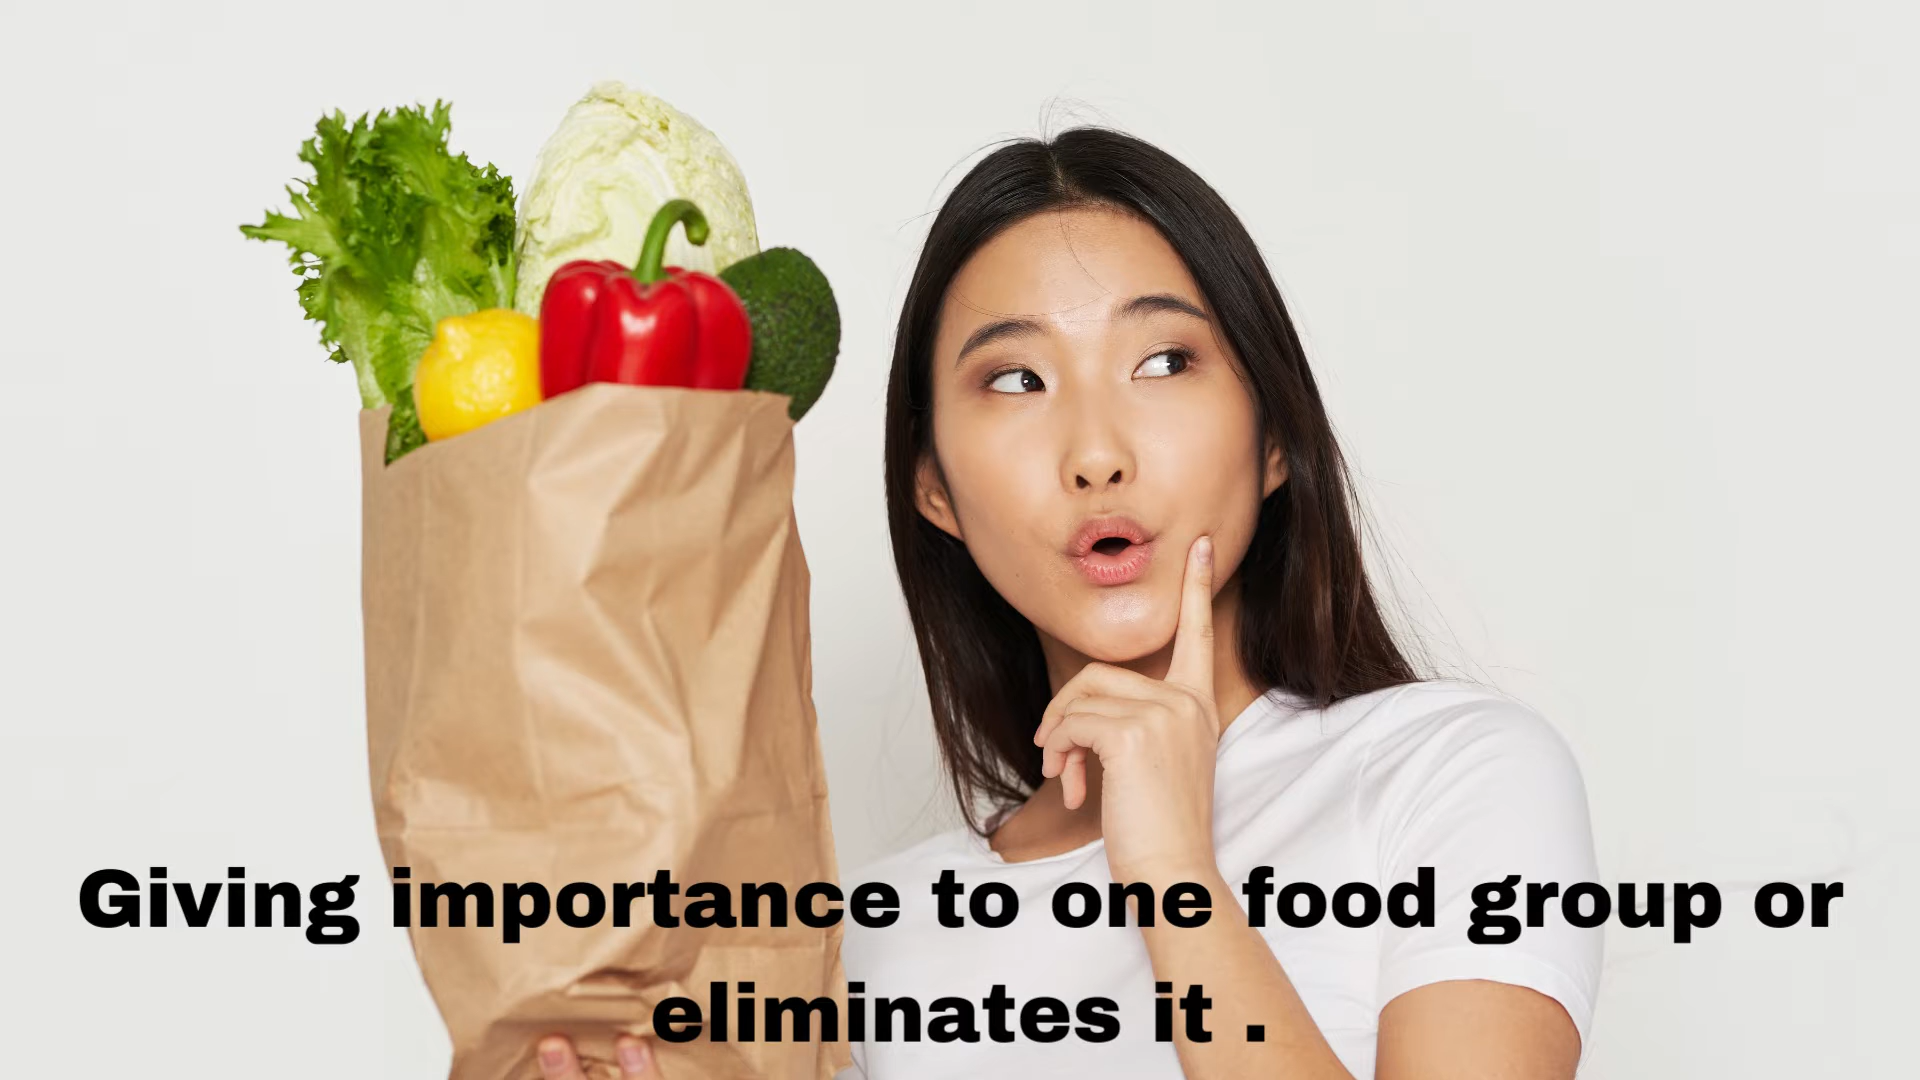 Giving importance to one food group or
eliminates it .